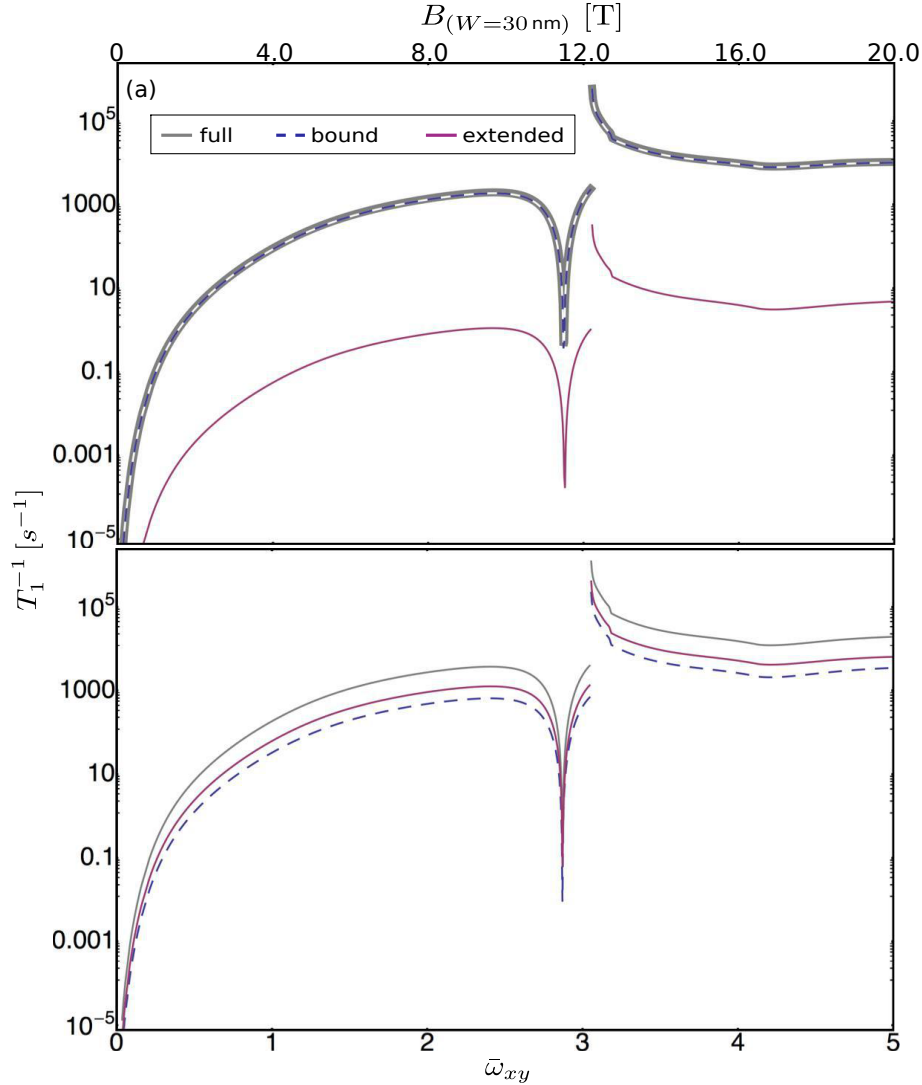 B(W=30 nm) [T]
0 4.0 8.0 12.0 16.0 20.0
(a)
full bound extended
10^5
1000
10
0.1
0.001
10^-5
T_1^-1 [s^-1]
10^5
1000
10
0.1
0.001
10^-5
0 1 2 3 4 5
ω̄_xy